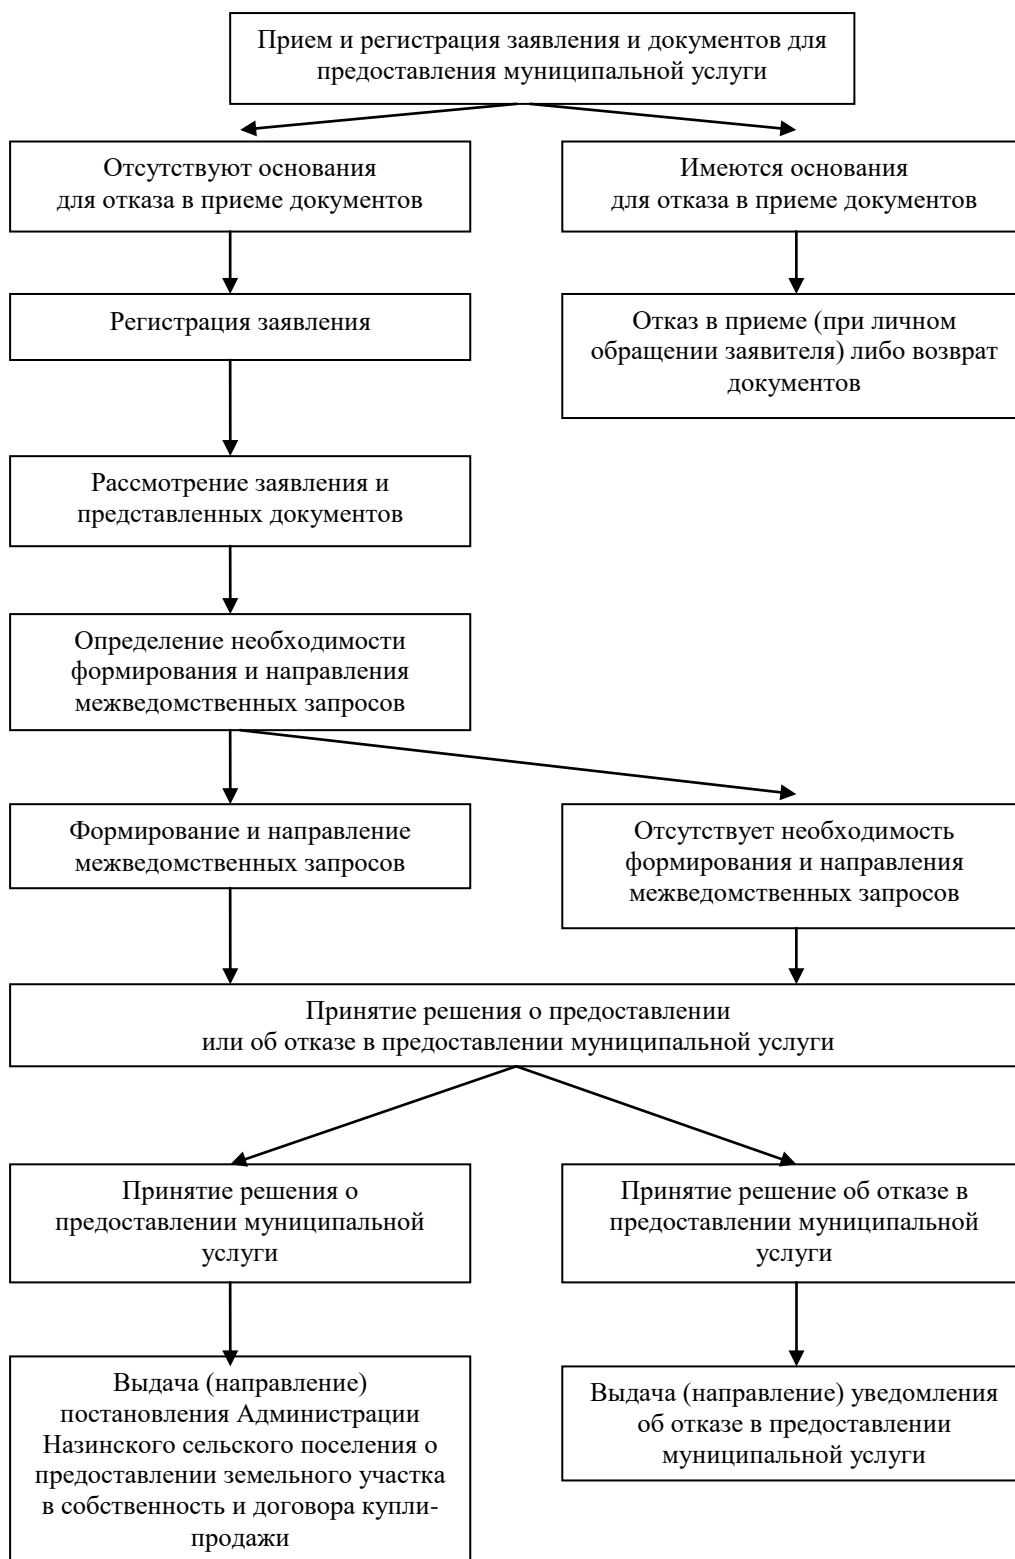 Прием и регистрация заявления и документов для
предоставления муниципальной услуги
Отсутствуют основания
для отказа в приеме документов
Имеются основания
для отказа в приеме документов
Регистрация заявления
Отказ в приеме (при личном
обращении заявителя) либо возврат
документов
Рассмотрение заявления и
представленных документов
Определение необходимости
формирования и направления
межведомственных запросов
Формирование и направление
межведомственных запросов
Отсутствует необходимость
формирования и направления
межведомственных запросов
Принятие решения о предоставлении
или об отказе в предоставлении муниципальной услуги
Принятие решения о
предоставлении муниципальной
услуги
Принятие решение об отказе в
предоставлении муниципальной
услуги
Выдача (направление)
постановления Администрации
Назинского сельского поселения о
предоставлении земельного участка
в собственность и договора купли-
продажи
Выдача (направление) уведомления
об отказе в предоставлении
муниципальной услуги